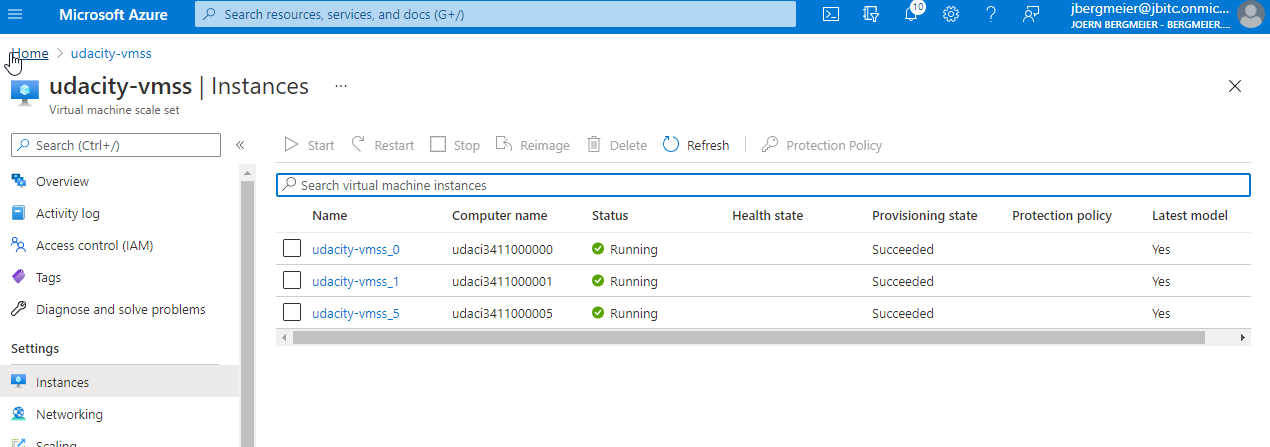 Microsoft Azure
Search resources, services, and docs (G+/)
10
jbergmeier@jbitc.onmic...
JOERN BERGMEIER - BERGMEIER....
Home > udacity-vmss
udacity-vmss | Instances ...
Virtual machine scale set
Search (Ctrl+/)
«
Start Restart Stop Reimage Delete Refresh Protection Policy
Overview
Activity log
Access control (IAM)
Tags
Diagnose and solve problems
Settings
Instances
Networking
Scaling
Search virtual machine instances
Name Computer name Status Health state Provisioning state Protection policy Latest model
udacity-vmss_0 udaci3411000000 Running Succeeded Yes
udacity-vmss_1 udaci3411000001 Running Succeeded Yes
udacity-vmss_5 udaci3411000005 Running Succeeded Yes